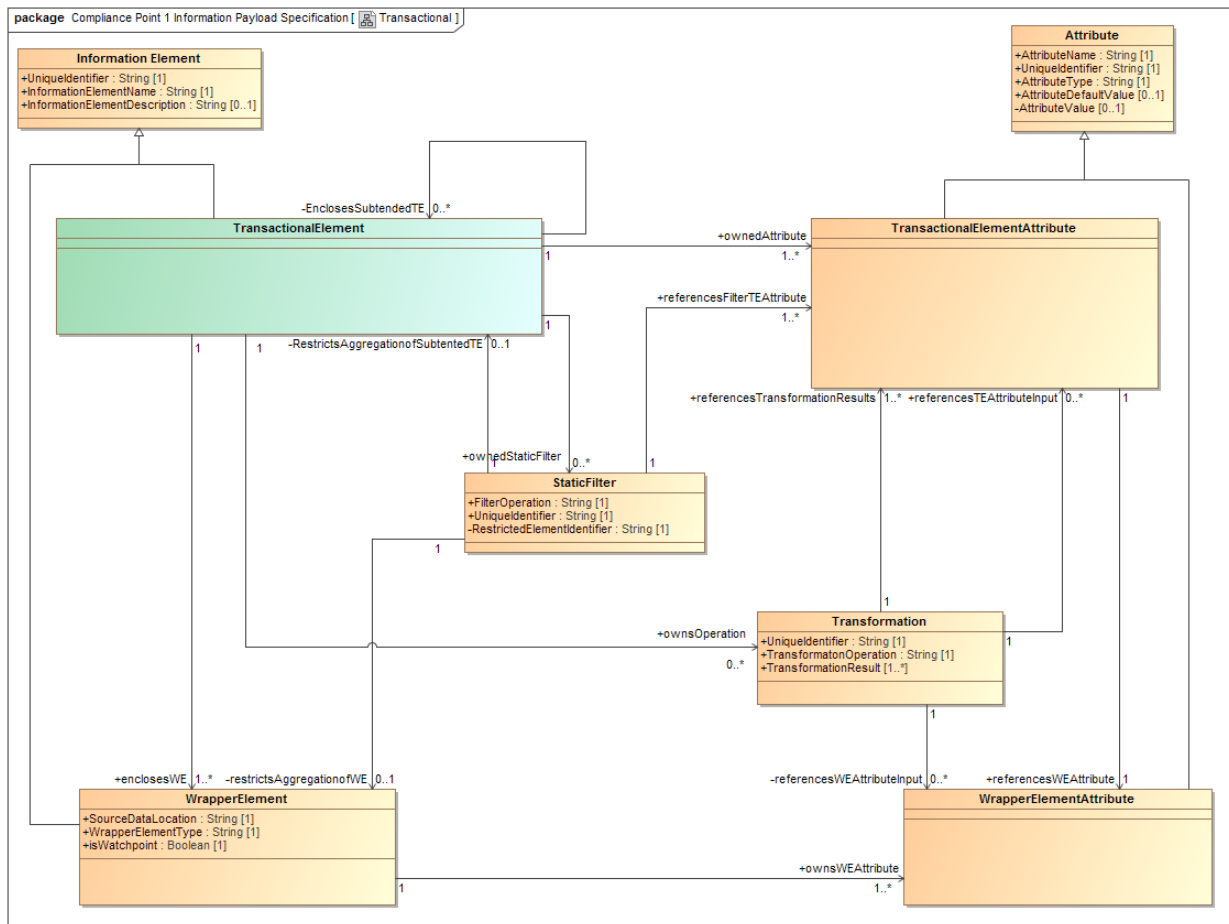 package Compliance Point 1 Information Payload Specification [ Transactional ]
Information Element
+UniqueIdentifier : String [1]
+InformationElementName : String [1]
+InformationElementDescription : String [0..1]
Attribute
+AttributeName : String [1]
+UniqueIdentifier : String [1]
+AttributeType : String [1]
+AttributeDefaultValue [0..1]
-AttributeValue [0..1]
-EnclosesSubtendedTE 0..*
TransactionalElement
TransactionalElementAttribute
+ownedAttribute
1
1..*
+referencesFilterTEAttribute
1..*
1
1
1
-RestrictsAggregationofSubtentedTE 0..1
+referencesTransformationResults 1..*
+referencesTEAttributeInput 0..*
1
+ownedStaticFilter
1
0..*
1
StaticFilter
+FilterOperation : String [1]
+UniqueIdentifier : String [1]
-RestrictedElementIdentifier : String [1]
1
1
Transformation
+UniqueIdentifier : String [1]
+TransformatonOperation : String [1]
+TransformationResult [1..*]
1
+ownsOperation
0..*
1
+enclosesWE 1..*
-restrictsAggregationofWE 0..1
-referencesWEAttributeInput 0..*
+referencesWEAttribute 1
WrapperElement
+SourceDataLocation : String [1]
+WrapperElementType : String [1]
+isWatchpoint : Boolean [1]
WrapperElementAttribute
+ownsWEAttribute
1
1..*